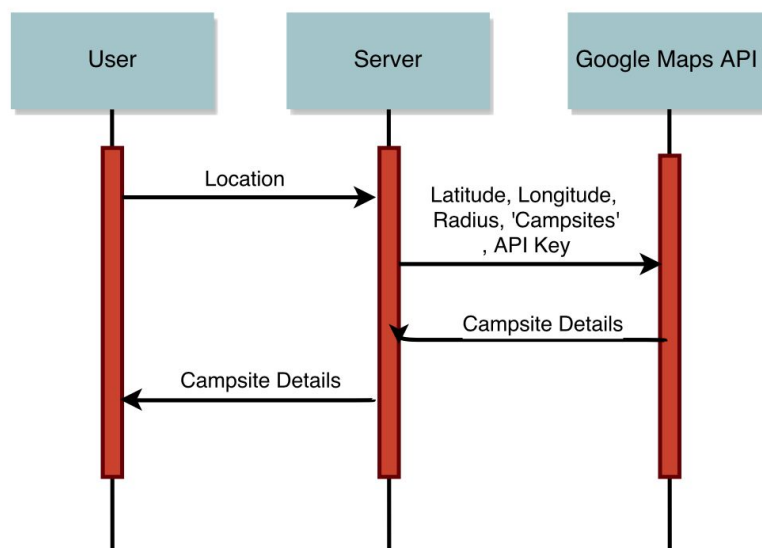 User
Server
Google Maps API
Location
Latitude, Longitude,
Radius, 'Campsites'
, API Key
Campsite Details
Campsite Details